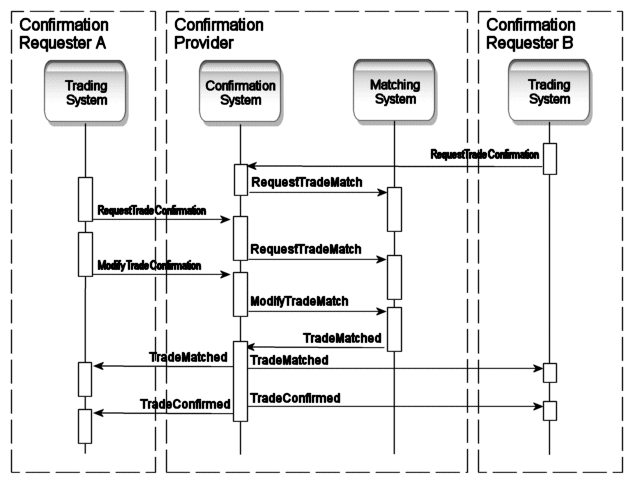 Confirmation
Requester A
Confirmation
Provider
Confirmation
Requester B
Trading
System
Confirmation
System
Matching
System
Trading
System
RequestTradeConfirmation
RequestTradeMatch
RequestTradeConfirmation
RequestTradeMatch
ModifyTradeConfirmation
ModifyTradeMatch
TradeMatched
TradeMatched
TradeMatched
TradeConfirmed
TradeConfirmed